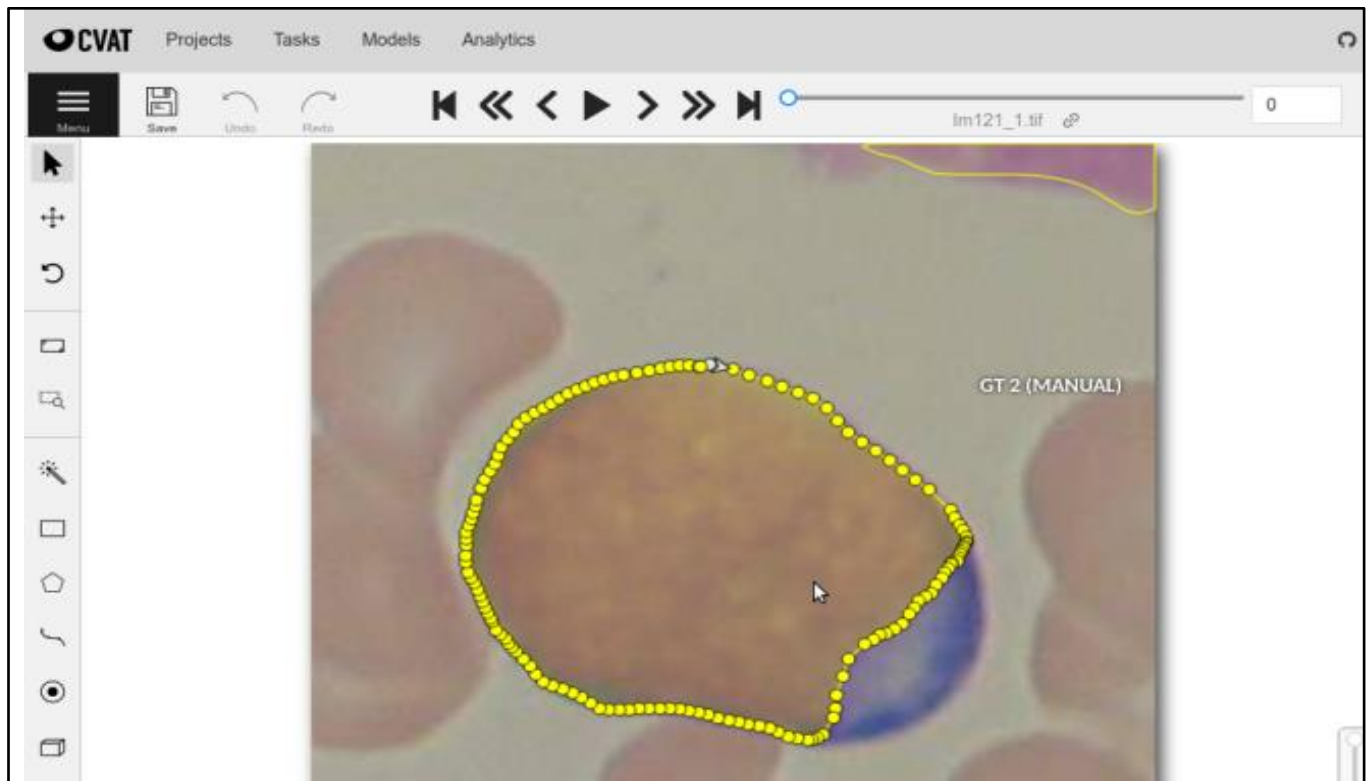 CVAT Projects Tasks Models Analytics
Menu Save Undo Redo 0
Im121_1.tif
GT 2 (MANUAL)